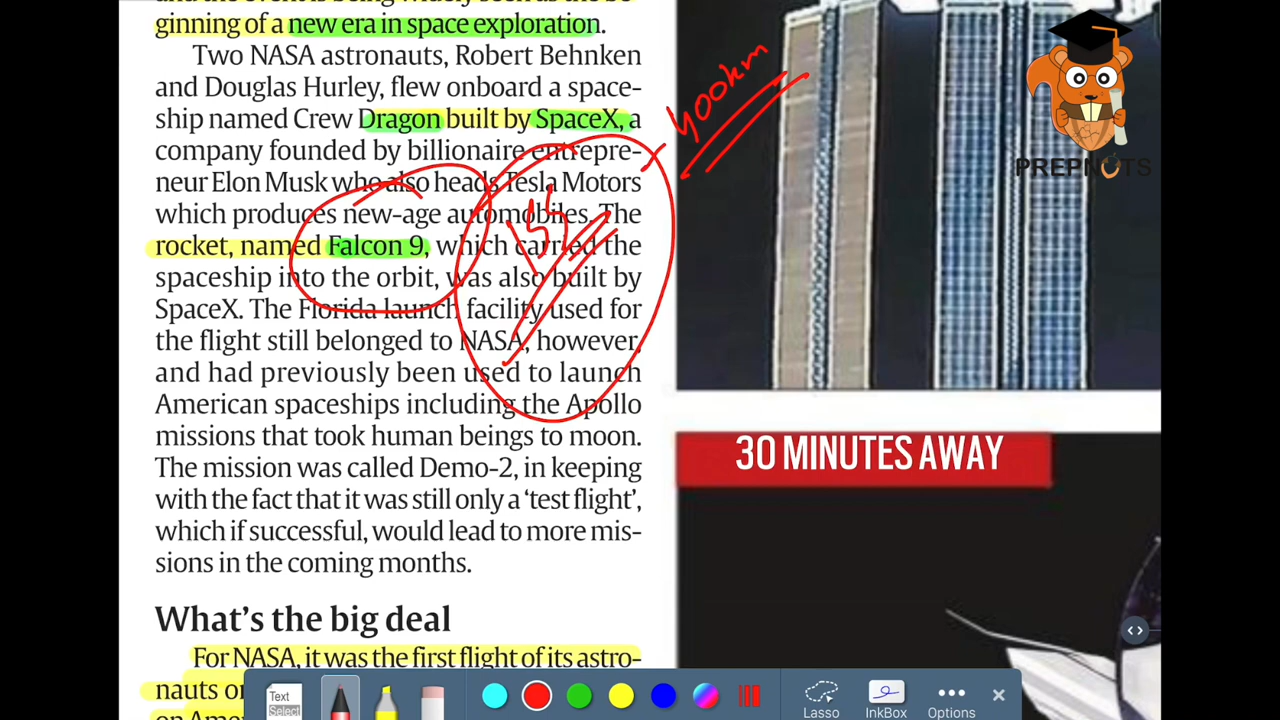 ginning of a new era in space exploration.
Two NASA astronauts, Robert Behnken
and Douglas Hurley, flew onboard a space-
ship named Crew Dragon built by SpaceX, a
company founded by billionaire entrepre-
neur Elon Musk who also heads Tesla Motors
which produces new-age automobiles. The
rocket, named Falcon 9, which carried the
spaceship into the orbit, was also built by
SpaceX. The Florida launch facility used for
the flight still belonged to NASA, however,
and had previously been used to launch
American spaceships including the Apollo
missions that took human beings to moon.
The mission was called Demo-2, in keeping
with the fact that it was still only a ‘test flight’,
which if successful, would lead to more mis-
sions in the coming months.
What’s the big deal
For NASA, it was the first flight of its astro-
nauts
400km
PREPNUTS
30 MINUTES AWAY
Text
Select
Lasso
InkBox
Options